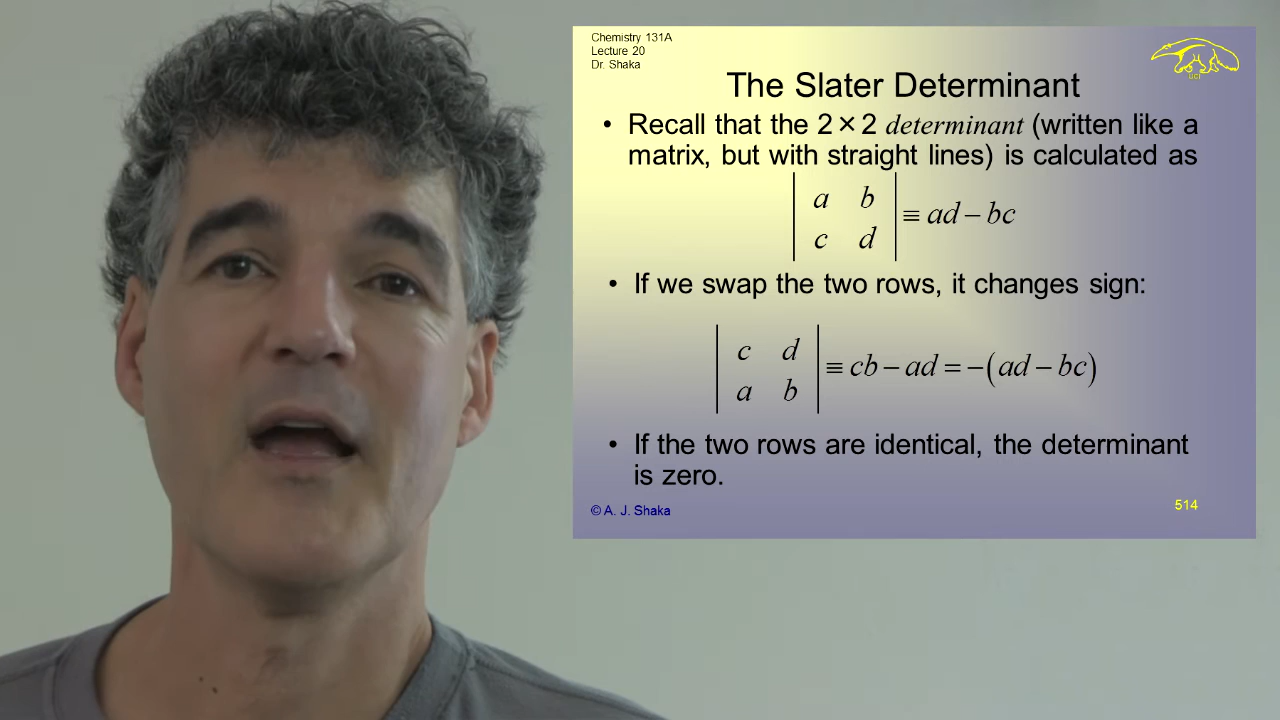 Chemistry 131A
Lecture 20
Dr. Shaka
UCI
The Slater Determinant
• Recall that the 2 × 2 determinant (written like a
matrix, but with straight lines) is calculated as
| a b |
| c d | ≡ ad − bc
• If we swap the two rows, it changes sign:
| c d |
| a b | ≡ cb − ad = −(ad − bc)
• If the two rows are identical, the determinant
is zero.
© A. J. Shaka
514